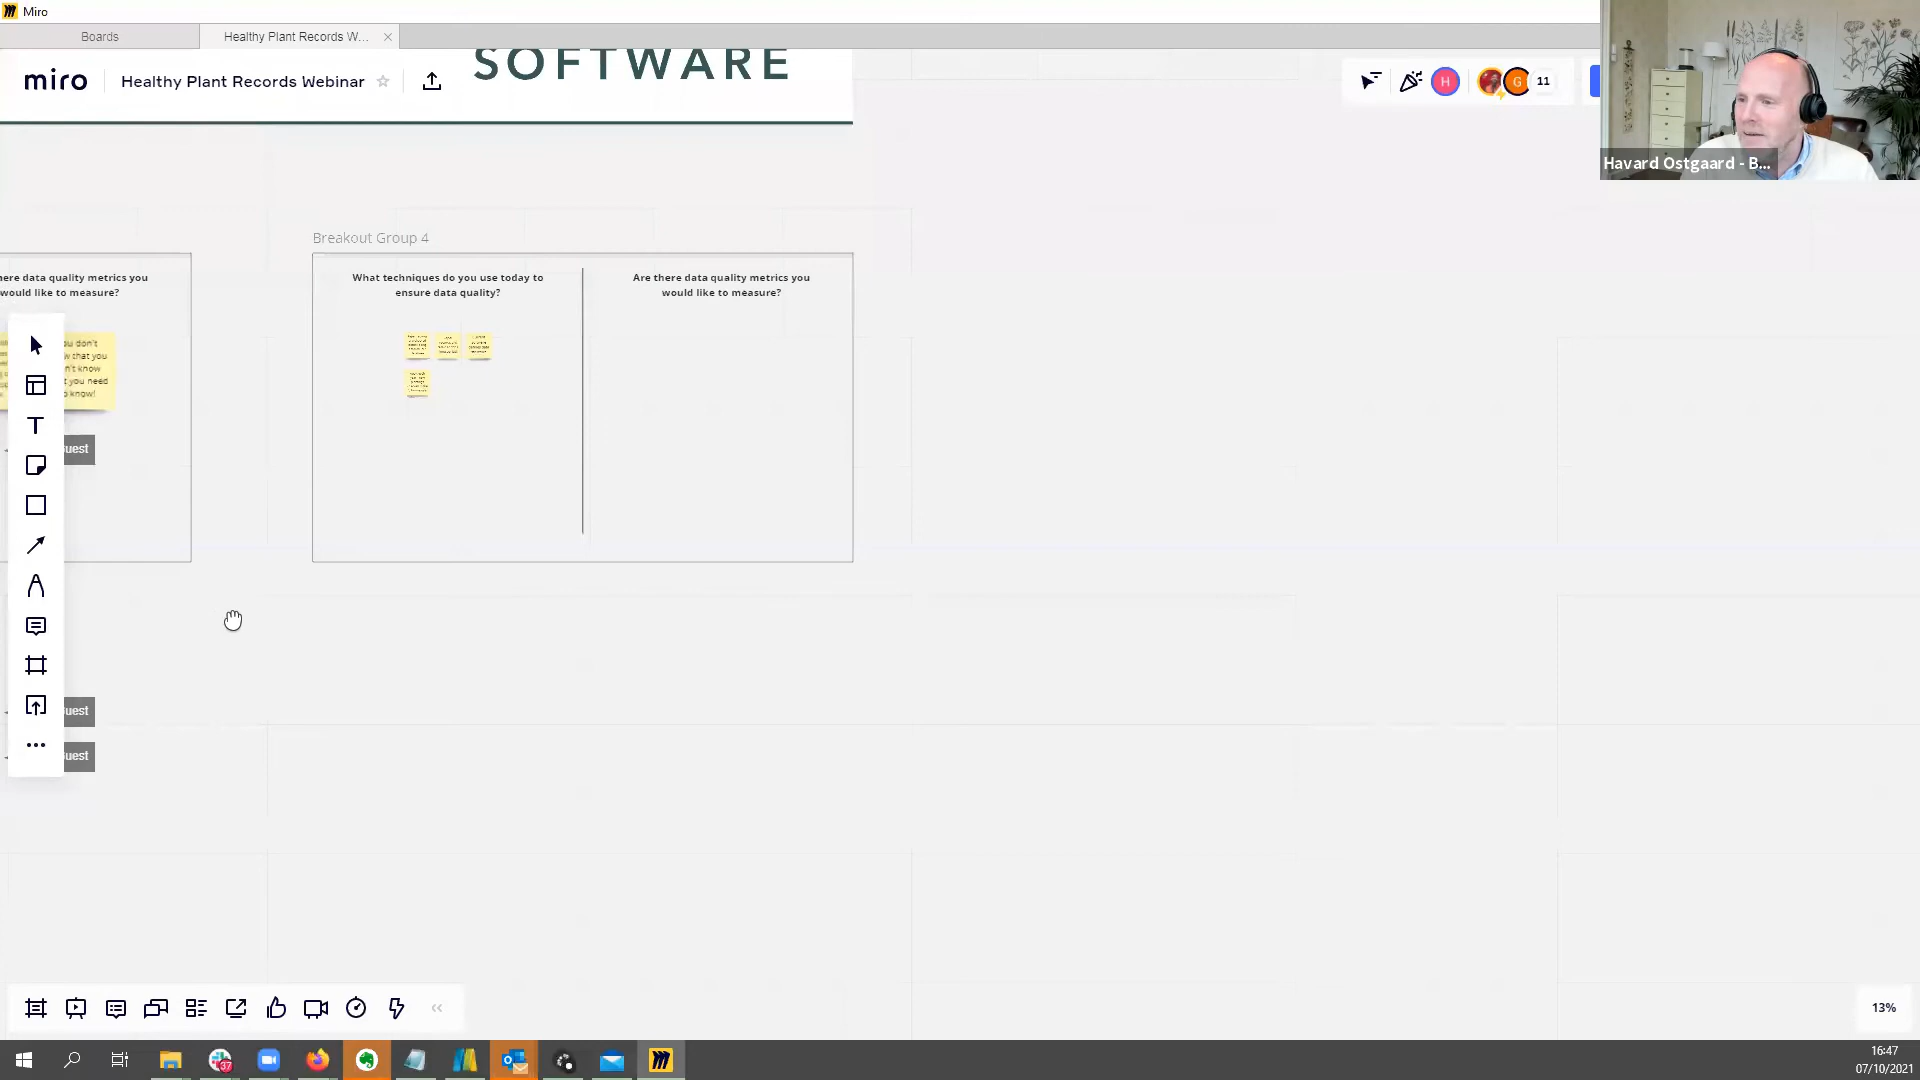 Miro
Boards
Healthy Plant Records W...
SOFTWARE
miro
Healthy Plant Records Webinar
H
G
11
Havard Ostgaard - B...
Breakout Group 4
here data quality metrics you
would like to measure?
What techniques do you use today to
ensure data quality?
Are there data quality metrics you
would like to measure?
you don't
that you
know
you need
know!
uest
uest
uest
13%
37
16:47
07/10/2021